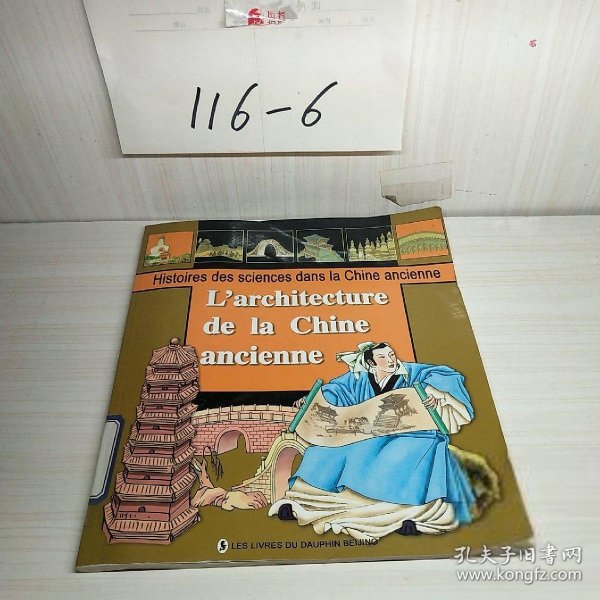 116-6
Histoires des sciences dans la Chine ancienne
L'architecture
de la Chine
ancienne
LES LIVRES DU DAUPHIN BEIJING
孔夫子旧书网
www.kongfz.com